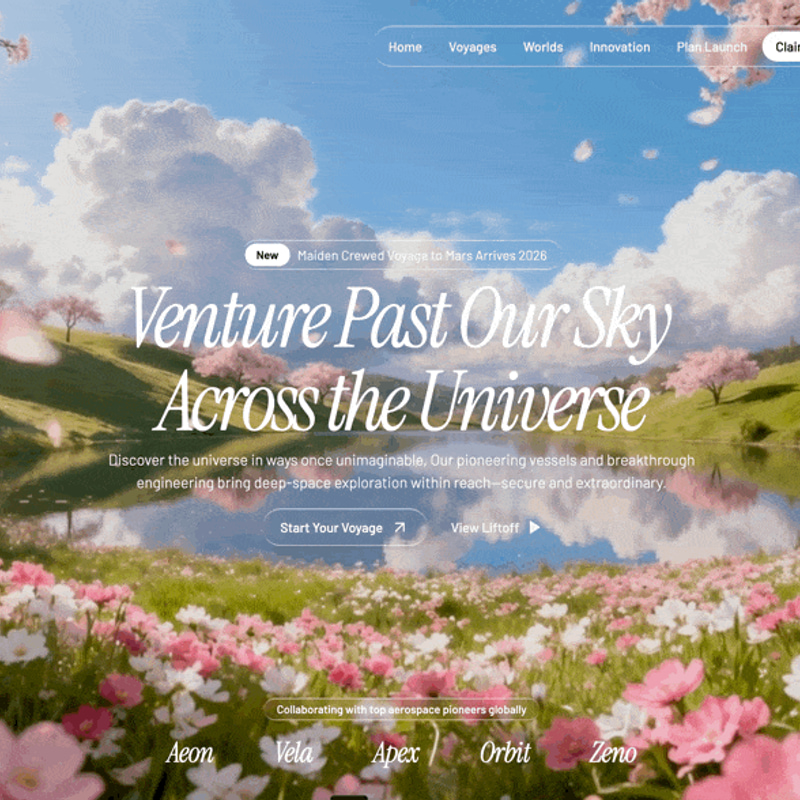 Home Voyages Worlds Innovation Plan Launch
New Maiden Crewed Voyage to Mars Arrives 2026
Venture Past Our Sky
Across the Universe
Discover the universe in ways once unimaginable. Our pioneering vessels and breakthrough
engineering bring deep-space exploration within reach—secure and extraordinary.
Start Your Voyage View Liftoff
Collaborating with top aerospace pioneers globally
Aeon Vela Apex Orbit Zeno